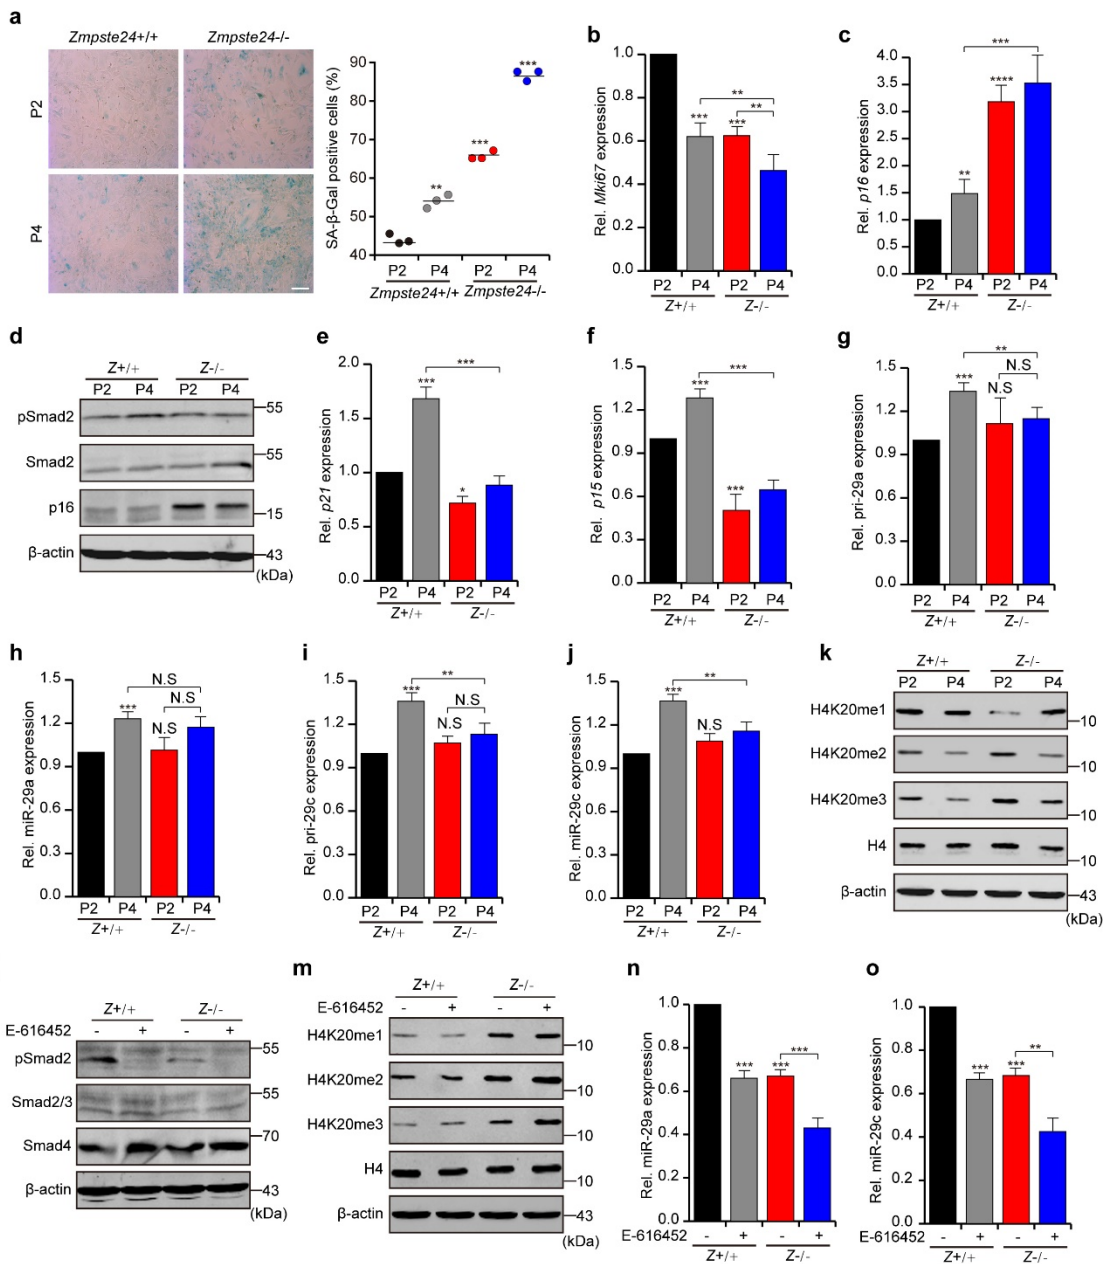 a
Zmpste24+/+ Zmpste24-/-
P2
P4
SA-β-Gal positive cells (%)
90
80
70
60
50
40
**
***
***
P2 P4 P2 P4
Zmpste24+/+ Zmpste24-/-
b
Rel. Mki67 expression
1.0
0.8
0.6
0.4
0.2
0.0
**
**
*** ***
P2 P4 P2 P4
Z+/+ Z-/-
c
Rel. p16 expression
4.0
3.5
3.0
2.5
2.0
1.5
1.0
0.5
0.0
***
****
**
P2 P4 P2 P4
Z+/+ Z-/-
d
Z+/+ Z-/-
P2 P4 P2 P4
pSmad2 55
Smad2 55
p16 15
β-actin 43
(kDa)
e
Rel. p21 expression
2.0
1.5
1.0
0.5
0.0
***
***
*
P2 P4 P2 P4
Z+/+ Z-/-
f
Rel. p15 expression
1.5
1.2
0.9
0.6
0.3
0.0
***
***
***
P2 P4 P2 P4
Z+/+ Z-/-
g
Rel. pri-29a expression
1.5
1.2
0.9
0.6
0.3
0.0
**
*** N.S
N.S
P2 P4 P2 P4
Z+/+ Z-/-
h
Rel. miR-29a expression
1.5
1.2
0.9
0.6
0.3
0.0
N.S
N.S
***
N.S
P2 P4 P2 P4
Z+/+ Z-/-
i
Rel. pri-29c expression
1.5
1.2
0.9
0.6
0.3
0.0
**
*** N.S
N.S
P2 P4 P2 P4
Z+/+ Z-/-
j
Rel. miR-29c expression
1.5
1.2
0.9
0.6
0.3
0.0
**
***
N.S
P2 P4 P2 P4
Z+/+ Z-/-
k
Z+/+ Z-/-
P2 P4 P2 P4
H4K20me1 10
H4K20me2 10
H4K20me3 10
H4 10
β-actin 43
(kDa)
Z+/+ Z-/-
E-616452 - + - +
pSmad2 55
Smad2/3 55
Smad4 70
β-actin 43
(kDa)
m
Z+/+ Z-/-
E-616452 - + - +
H4K20me1 10
H4K20me2 10
H4K20me3 10
H4 10
β-actin 43
(kDa)
n
Rel. miR-29a expression
1.0
0.8
0.6
0.4
0.2
0.0
***
*** ***
E-616452 - + - +
Z+/+ Z-/-
o
Rel. miR-29c expression
1.0
0.8
0.6
0.4
0.2
0.0
**
*** ***
E-616452 - + - +
Z+/+ Z-/-